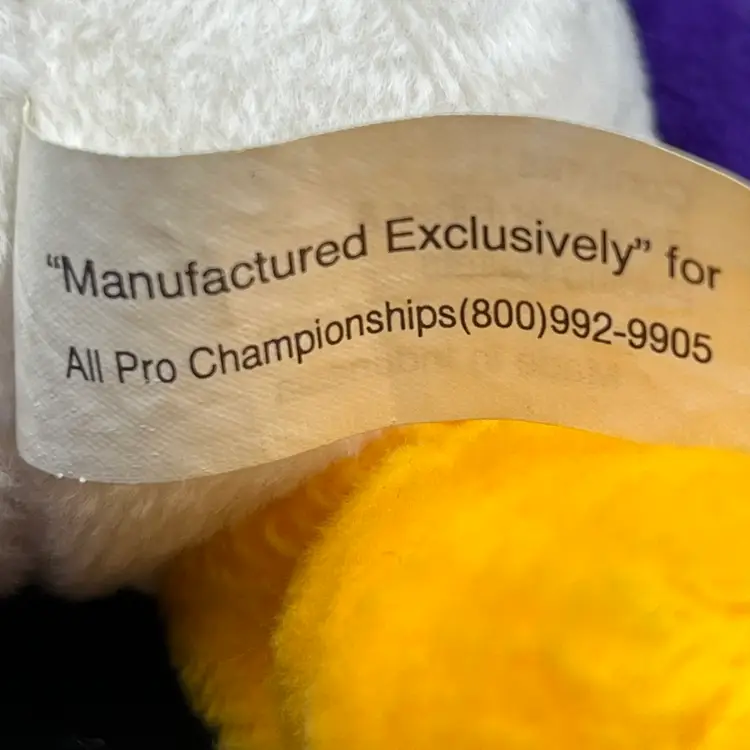 “Manufactured Exclusively” for
All Pro Championships(800)992-9905